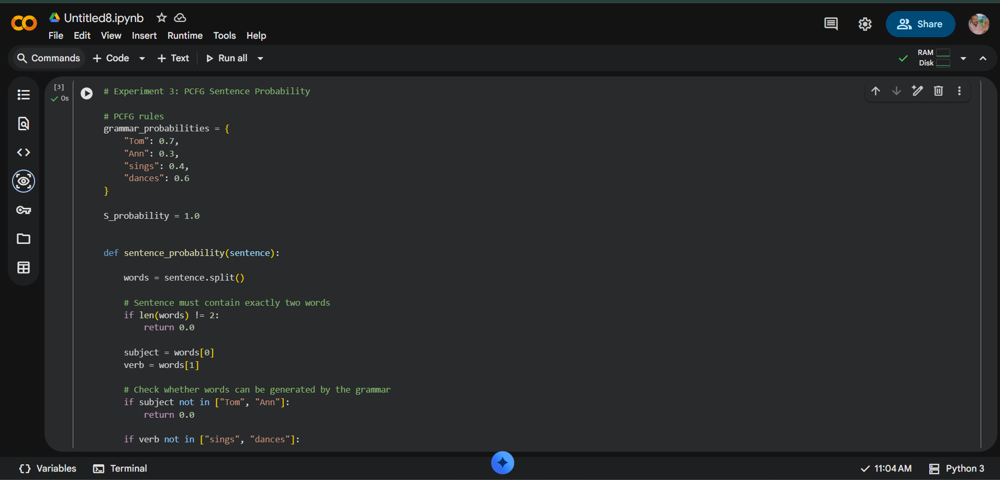 Untitled8.ipynb
File Edit View Insert Runtime Tools Help
Share
Commands + Code + Text Run all
RAM
Disk
[3]
0s
# Experiment 3: PCFG Sentence Probability
# PCFG rules
grammar_probabilities = {
    "Tom": 0.7,
    "Ann": 0.3,
    "sings": 0.4,
    "dances": 0.6
}
S_probability = 1.0
def sentence_probability(sentence):
    words = sentence.split()
    # Sentence must contain exactly two words
    if len(words) != 2:
        return 0.0
    subject = words[0]
    verb = words[1]
    # Check whether words can be generated by the grammar
    if subject not in ["Tom", "Ann"]:
        return 0.0
    if verb not in ["sings", "dances"]:
{} Variables Terminal 11:04 AM Python 3